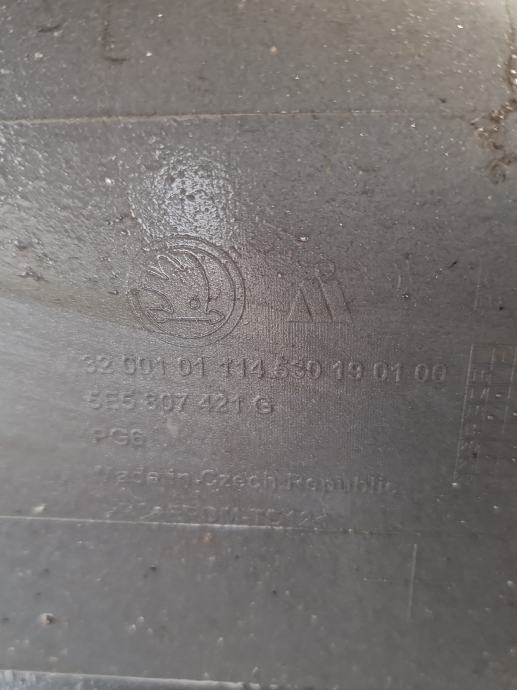 32 001 01 114 530 19 01 00
5E5 807 421 G
PG6
Made in Czech Republic